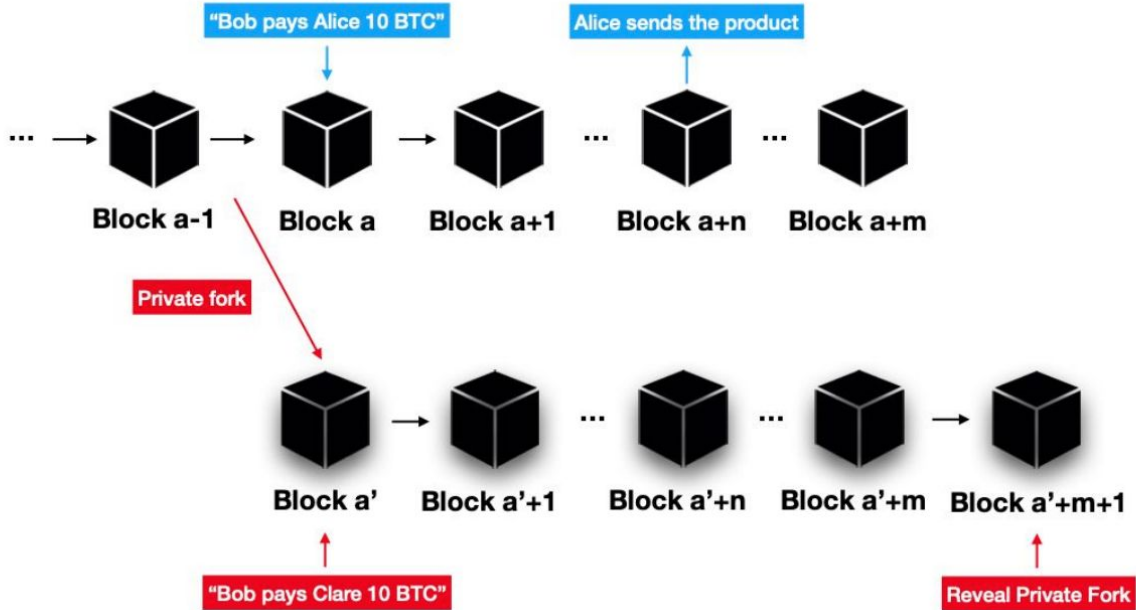 “Bob pays Alice 10 BTC” Alice sends the product
... ... ...
Block a-1 Block a Block a+1 Block a+n Block a+m
Private fork
... ...
Block a’ Block a’+1 Block a’+n Block a’+m Block a’+m+1
“Bob pays Clare 10 BTC” Reveal Private Fork